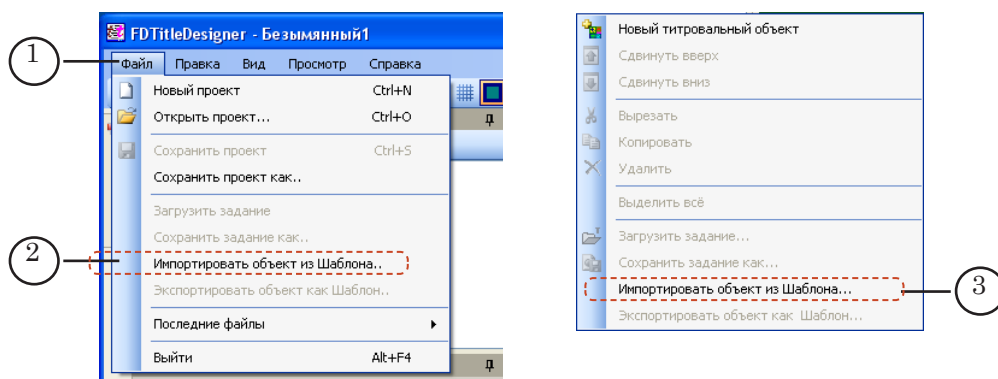 FDTitleDesigner - Безымянный1
1
Файл Правка Вид Просмотр Справка
Новый проект Ctrl+N
Открыть проект... Ctrl+O
Сохранить проект Ctrl+S
Сохранить проект как..
Загрузить задание
Сохранить задание как..
2
Импортировать объект из Шаблона..
Экспортировать объект как Шаблон..
Последние файлы
Выйти Alt+F4
Новый титровальный объект
Сдвинуть вверх
Сдвинуть вниз
Вырезать
Копировать
Удалить
Выделить всё
Загрузить задание...
Сохранить задание как...
Импортировать объект из Шаблона...
3
Экспортировать объект как Шаблон...